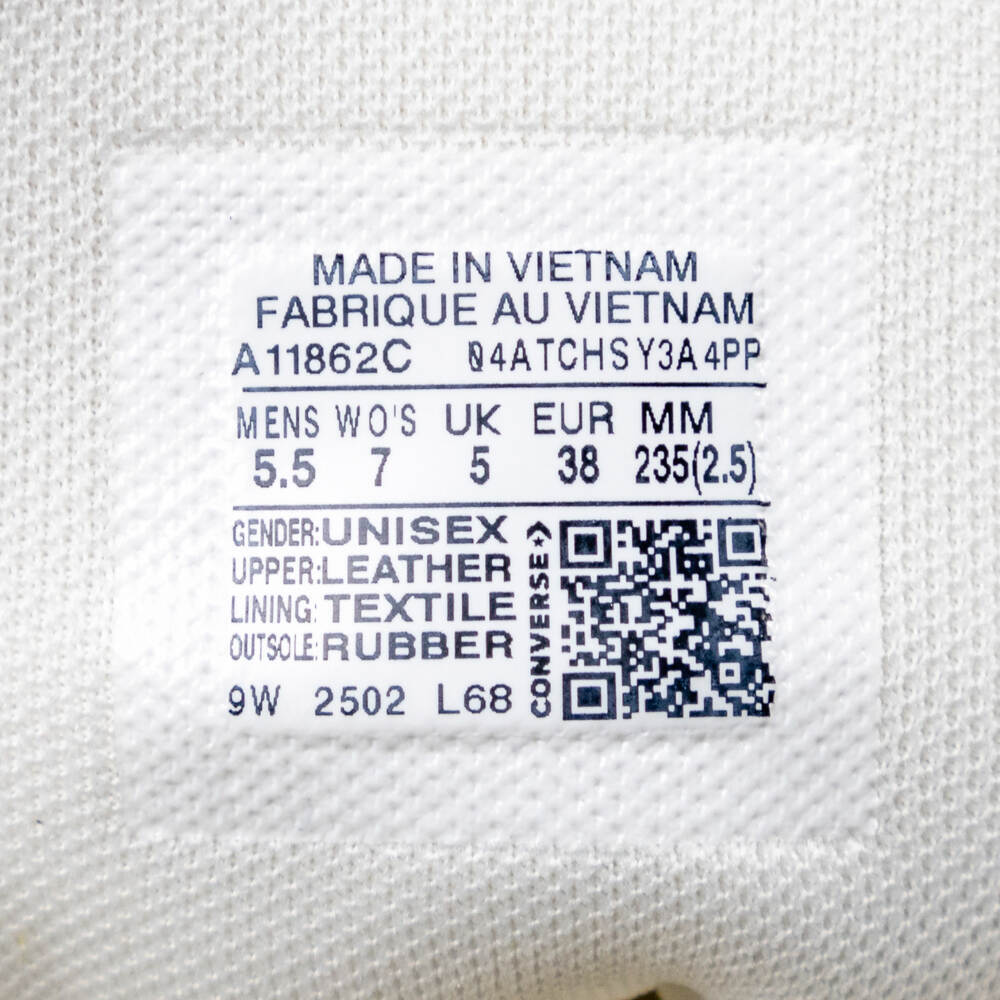 MADE IN VIETNAM
FABRIQUE AU VIETNAM
A11862C 04ATCHSY3A4PP
MENS WO'S UK EUR MM
5.5 7 5 38 235(2.5)
GENDER:UNISEX
UPPER:LEATHER
LINING:TEXTILE
OUTSOLE:RUBBER
9W 2502 L68
CONVERSE